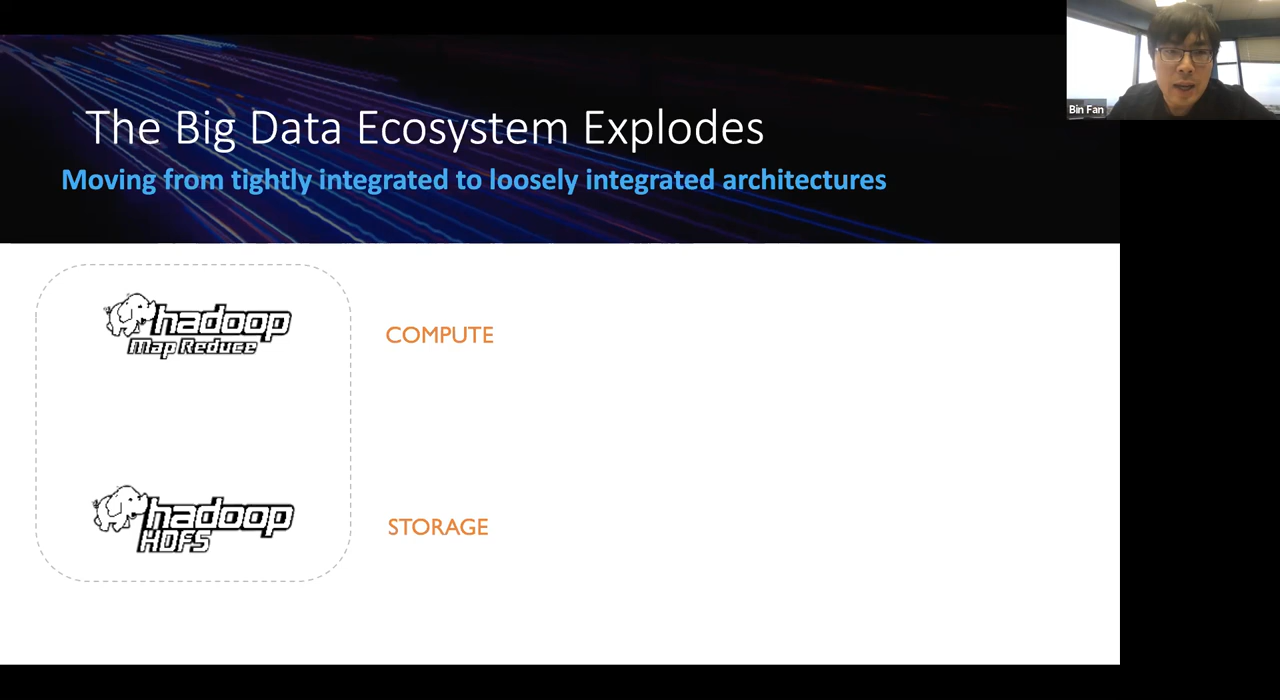 The Big Data Ecosystem Explodes
Moving from tightly integrated to loosely integrated architectures
Bin Fan
hadoop
Map Reduce
COMPUTE
hadoop
HDFS
STORAGE